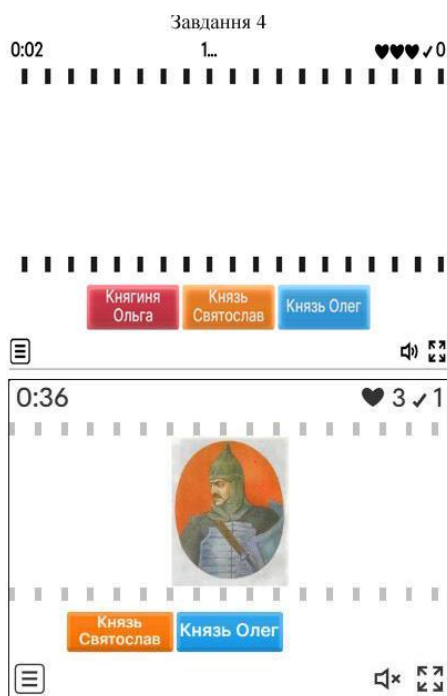 Завдання 4
0:02 1... ♥♥♥✓0
Княгиня
Ольга
Князь
Святослав
Князь Олег
0:36 ♥ 3 ✓ 1
Князь
Святослав
Князь Олег